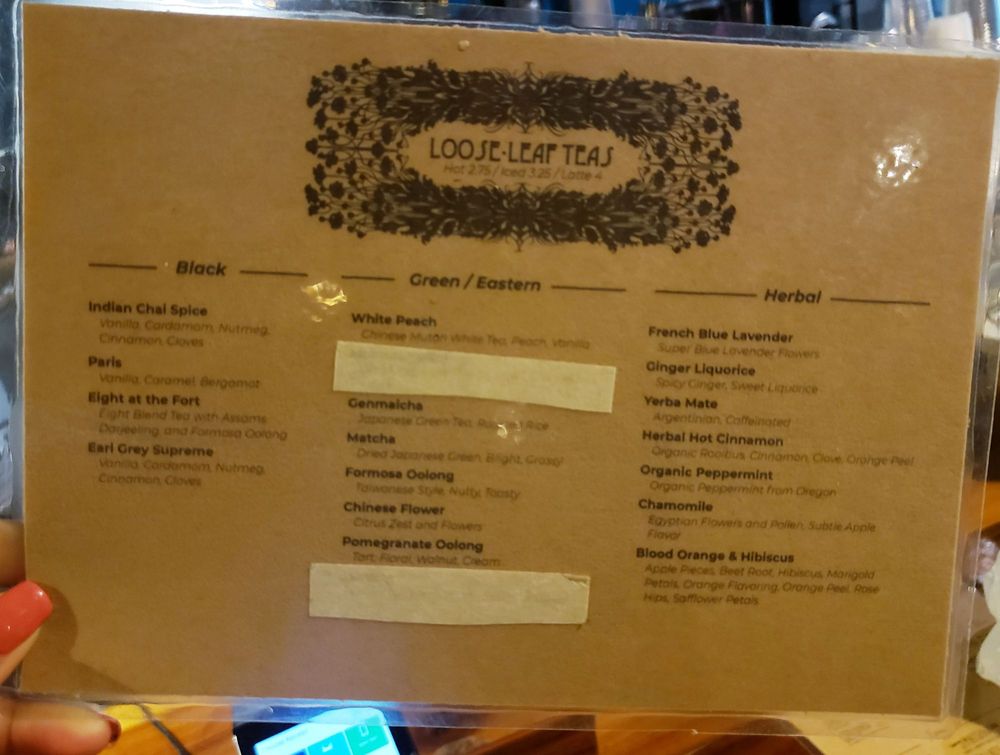 LOOSE-LEAF TEAS
Hot 2.75 / Iced 3.25 / Latte 4
Black
Indian Chai Spice
Vanilla, Cardamom, Nutmeg,
Cinnamon, Cloves
Paris
Vanilla, Caramel, Bergamot
Eight at the Fort
Eight Blend Tea with Assams
Darjeeling, and Formosa Oolong
Earl Grey Supreme
Vanilla, Cardamom, Nutmeg,
Cinnamon, Cloves
Green / Eastern
White Peach
Chinese Mutan White Tea, Peach, Vanilla
Genmaicha
Japanese Green Tea, Roasted Rice
Matcha
Dried Japanese Green, Bright, Grassy
Formosa Oolong
Taiwanese Style, Nutty, Toasty
Chinese Flower
Citrus Zest and Flowers
Pomegranate Oolong
Tart, Floral, Walnut, Cream
Herbal
French Blue Lavender
Super Blue Lavender Flowers
Ginger Liquorice
Spicy Ginger, Sweet Liquorice
Yerba Mate
Argentinian, Caffeinated
Herbal Hot Cinnamon
Organic Rooibus, Cinnamon, Clove, Orange Peel
Organic Peppermint
Organic Peppermint from Oregon
Chamomile
Egyptian Flowers and Pollen, Subtle Apple
Flavor
Blood Orange & Hibiscus
Apple Pieces, Beet Root, Hibiscus, Marigold
Petals, Orange Flavoring, Orange Peel, Rose
Hips, Safflower Petals